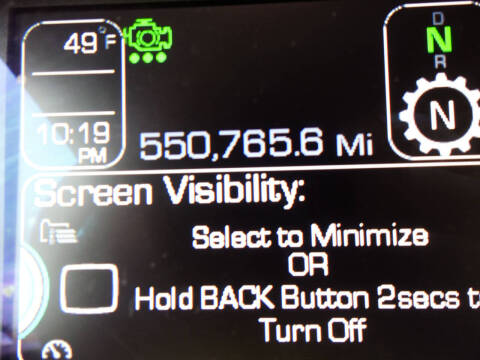 49°F
D
N
R
N
10:19
PM
550,765.6 Mi
Screen Visibility:
Select to Minimize
OR
Hold BACK Button 2secs t
Turn Off